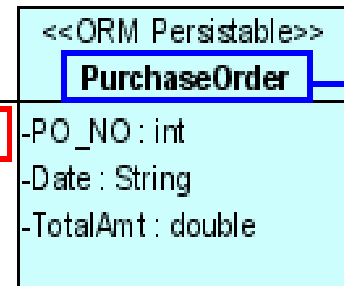 <<ORM Persistable>>
PurchaseOrder
-PO_NO : int
-Date : String
-TotalAmt : double